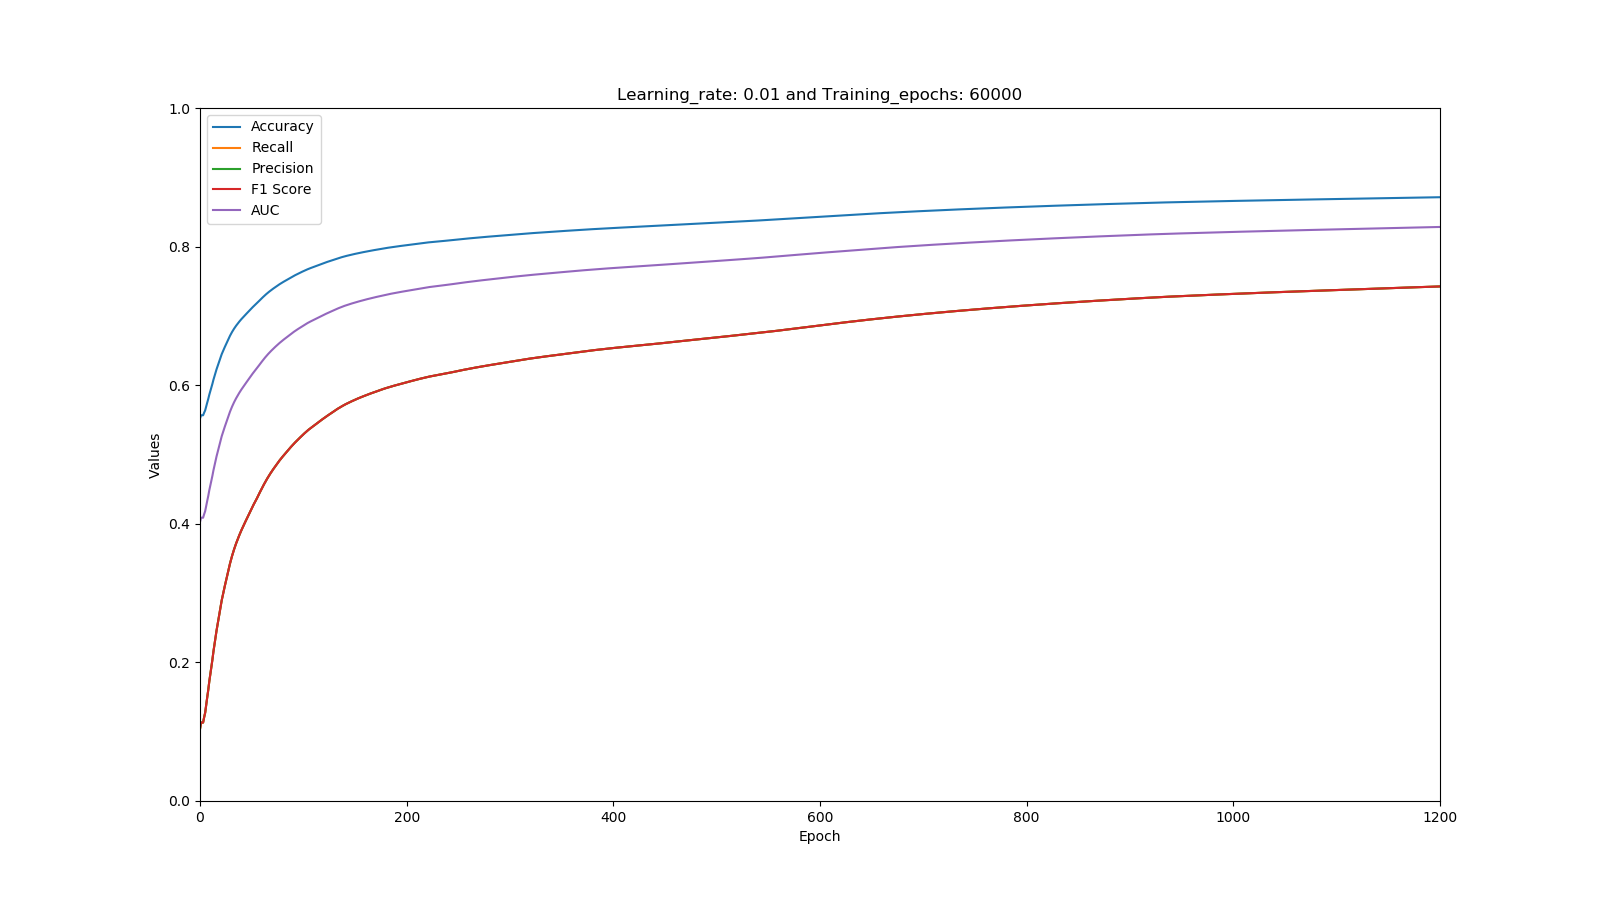 Learning_rate: 0.01 and Training_epochs: 60000
1.0
Accuracy
Recall
Precision
F1 Score
AUC
0.8
0.6
Values
0.4
0.2
0.0
0 200 400 600 800 1000 1200
Epoch